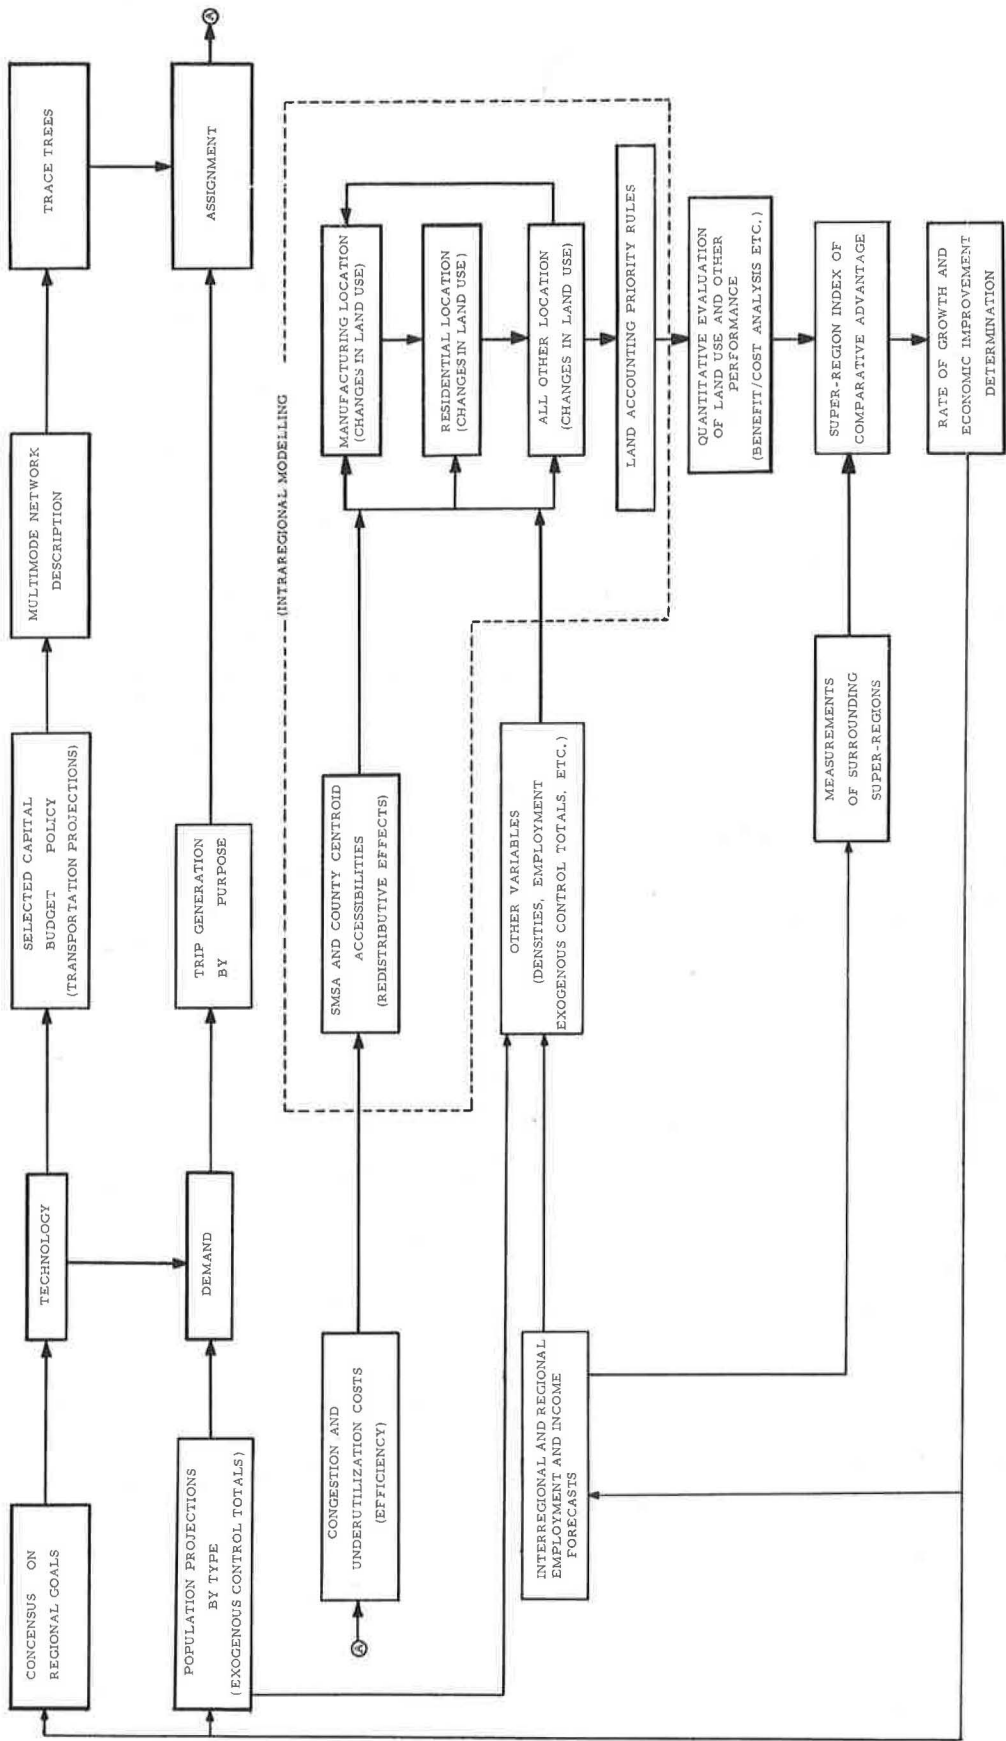 CONCENSUS ON
REGIONAL GOALS
TECHNOLOGY
SELECTED CAPITAL
BUDGET POLICY
(TRANSPORTATION PROJECTIONS)
MULTIMODE NETWORK
DESCRIPTION
TRACE TREES
POPULATION PROJECTIONS
BY TYPE
(EXOGENOUS CONTROL TOTALS)
DEMAND
TRIP GENERATION
BY PURPOSE
ASSIGNMENT
A
(INTRAREGIONAL MODELLING
A
CONGESTION AND
UNDERUTILIZATION COSTS
(EFFICIENCY)
SMSA AND COUNTY CENTROID
ACCESSIBILITIES
(REDISTRIBUTIVE EFFECTS)
MANUFACTURING LOCATION
(CHANGES IN LAND USE)
RESIDENTIAL LOCATION
(CHANGES IN LAND USE)
ALL OTHER LOCATION
(CHANGES IN LAND USE)
LAND ACCOUNTING PRIORITY RULES
OTHER VARIABLES
(DENSITIES, EMPLOYMENT
EXOGENOUS CONTROL TOTALS, ETC.)
INTERREGIONAL AND REGIONAL
EMPLOYMENT AND INCOME
FORECASTS
QUANTITATIVE EVALUATION
OF LAND USE AND OTHER
PERFORMANCE
(BENEFIT/COST ANALYSIS ETC.)
MEASUREMENTS
OF SURROUNDING
SUPER-REGIONS
SUPER-REGION INDEX OF
COMPARATIVE ADVANTAGE
RATE OF GROWTH AND
ECONOMIC IMPROVEMENT
DETERMINATION